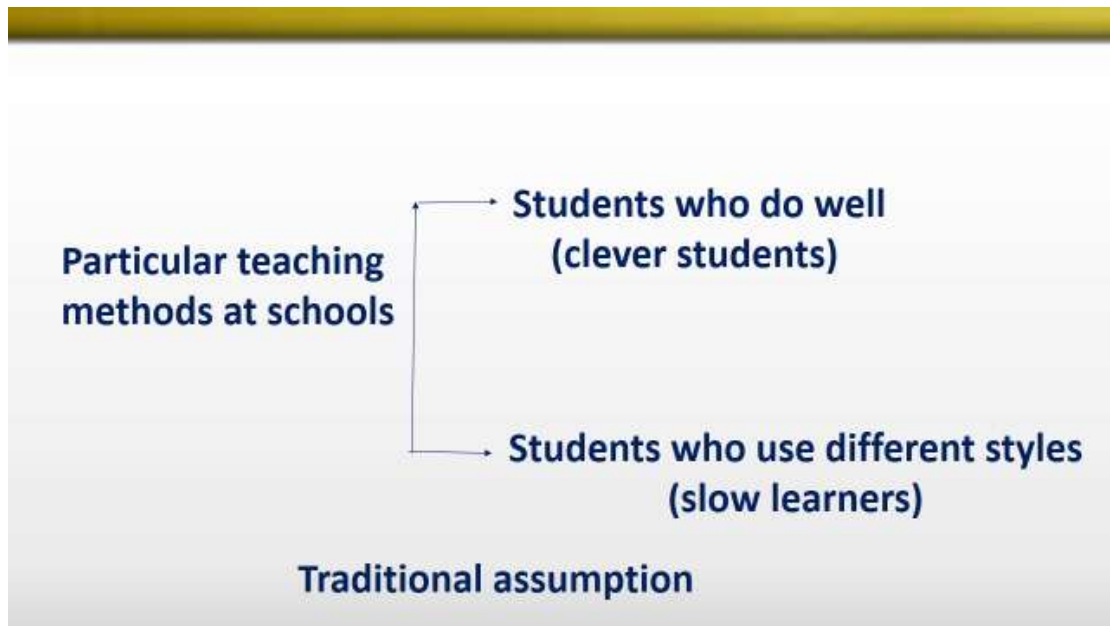 Particular teaching
methods at schools
Students who do well
(clever students)
Students who use different styles
(slow learners)
Traditional assumption